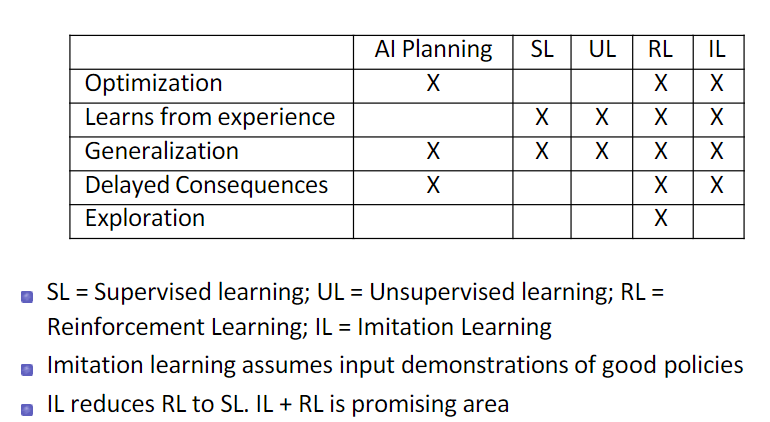 AI Planning SL UL RL IL
Optimization X X X
Learns from experience X X X X
Generalization X X X X X
Delayed Consequences X X X
Exploration X
SL = Supervised learning; UL = Unsupervised learning; RL =
Reinforcement Learning; IL = Imitation Learning
Imitation learning assumes input demonstrations of good policies
IL reduces RL to SL. IL + RL is promising area